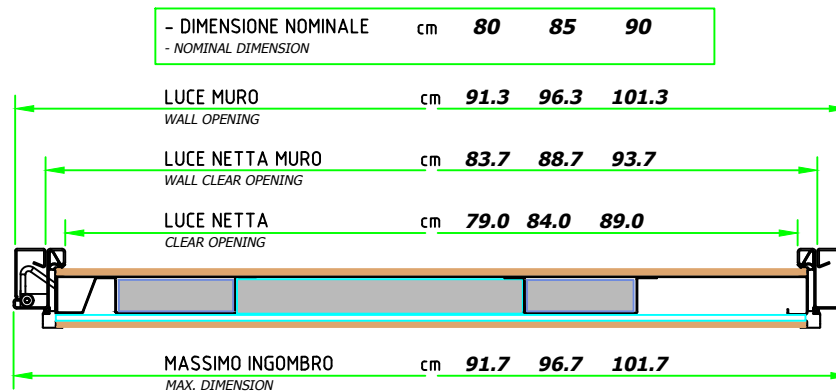 - DIMENSIONE NOMINALE cm 80 85 90
- NOMINAL DIMENSION
LUCE MURO cm 91.3 96.3 101.3
WALL OPENING
LUCE NETTA MURO cm 83.7 88.7 93.7
WALL CLEAR OPENING
LUCE NETTA cm 79.0 84.0 89.0
CLEAR OPENING
MASSIMO INGOMBRO cm 91.7 96.7 101.7
MAX. DIMENSION